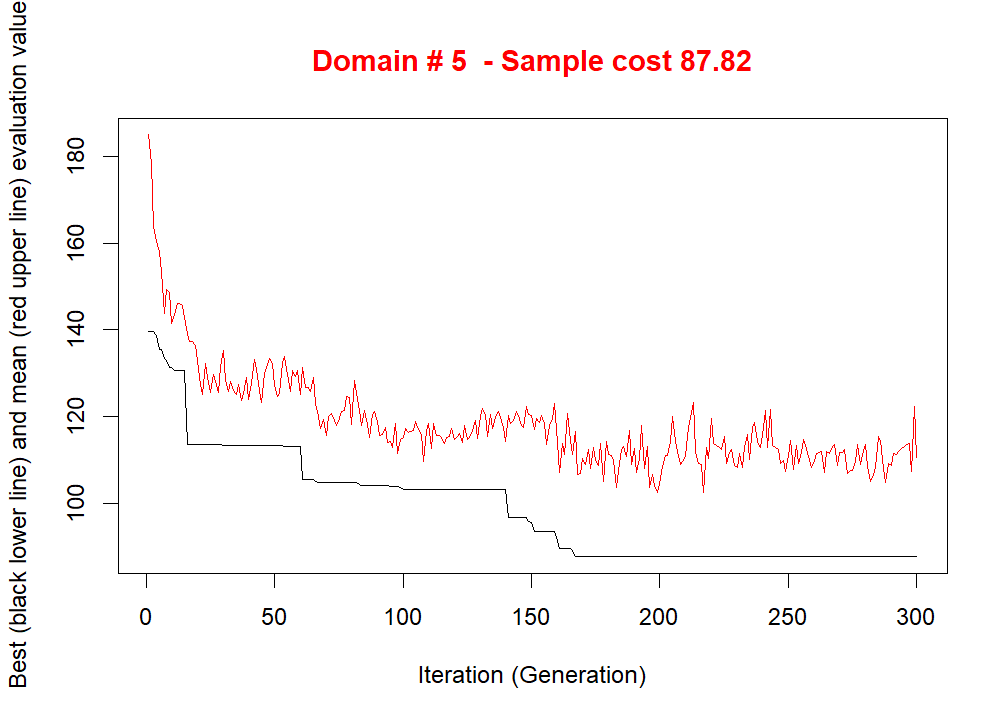 Domain # 5  - Sample cost 87.82
Best (black lower line) and mean (red upper line) evaluation value
180
160
140
120
100
0 50 100 150 200 250 300
Iteration (Generation)